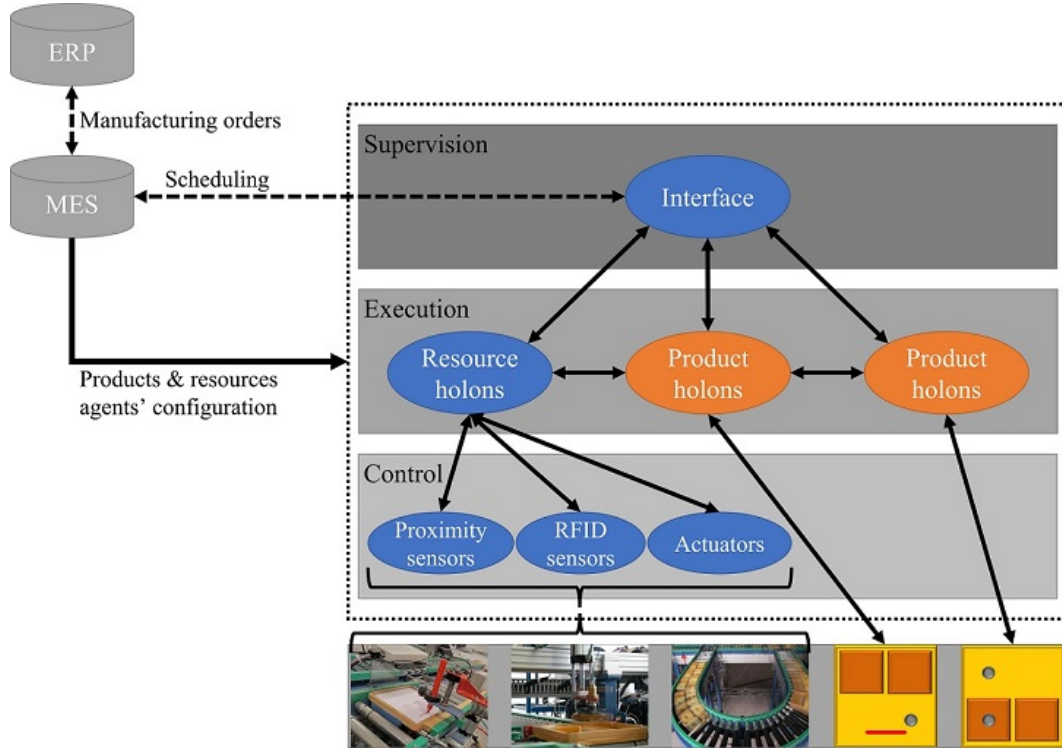 ERP
Manufacturing orders
MES
Scheduling
Supervision
Interface
Execution
Resource
holons
Product
holons
Product
holons
Products & resources
agents’ configuration
Control
Proximity
sensors
RFID
sensors
Actuators